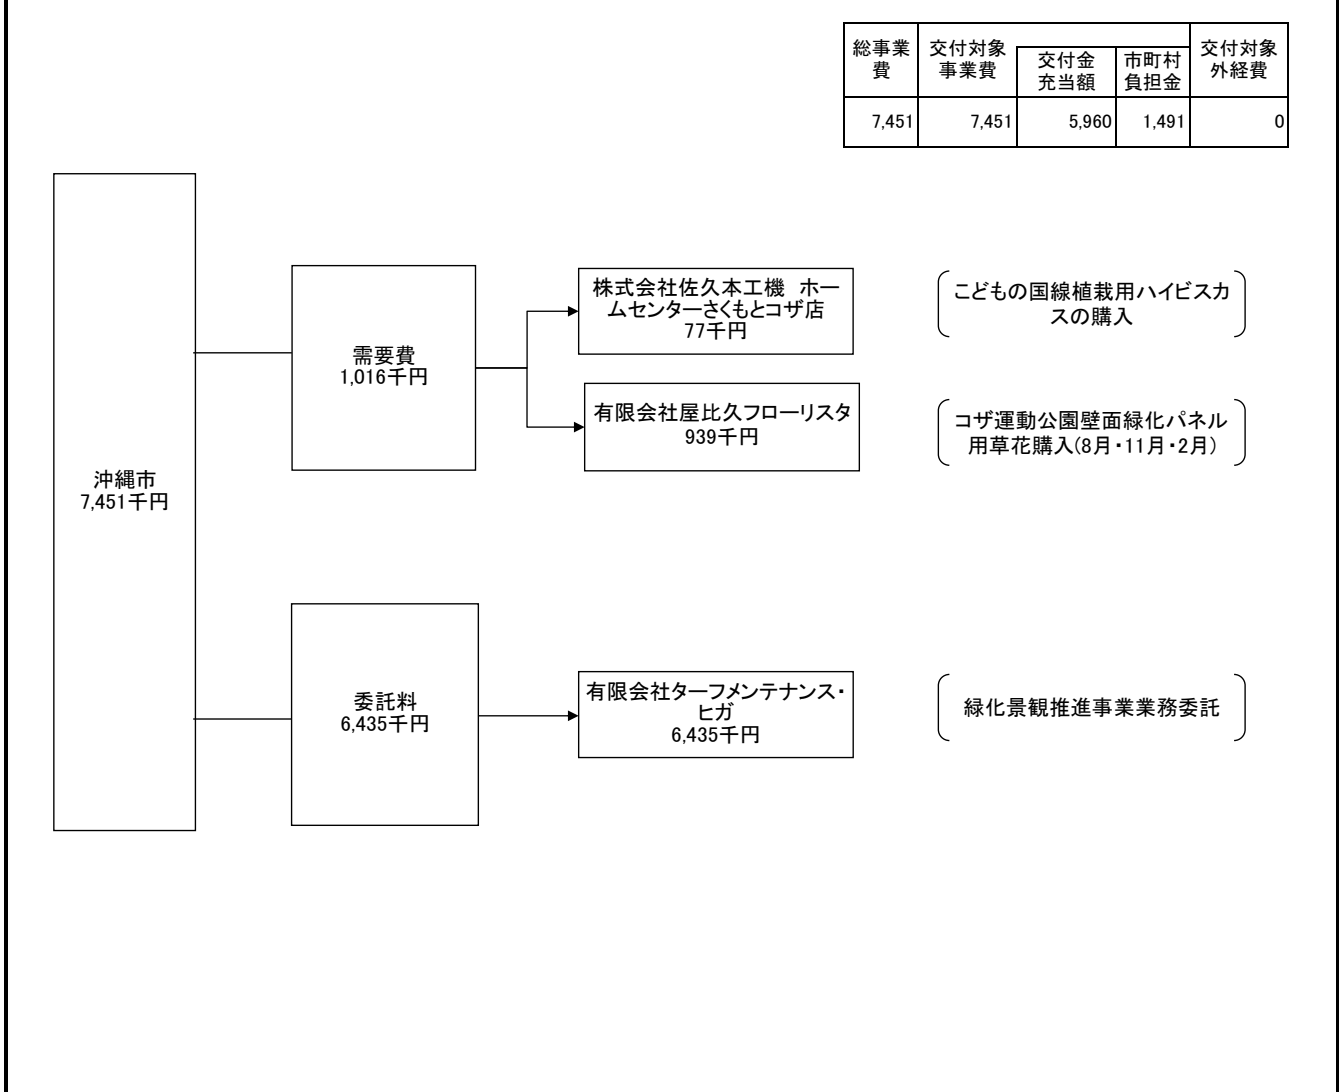 総事業
費
交付対象
事業費
交付金
充当額
市町村
負担金
交付対象
外経費
7,451
7,451
5,960
1,491
0
沖縄市
7,451千円
需要費
1,016千円
株式会社佐久本工機　ホー
ムセンターさくもとコザ店
77千円
こどもの国線植栽用ハイビスカ
スの購入
有限会社屋比久フローリスタ
939千円
コザ運動公園壁面緑化パネル
用草花購入(8月・11月・2月)
委託料
6,435千円
有限会社ターフメンテナンス・
ヒガ
6,435千円
緑化景観推進事業業務委託